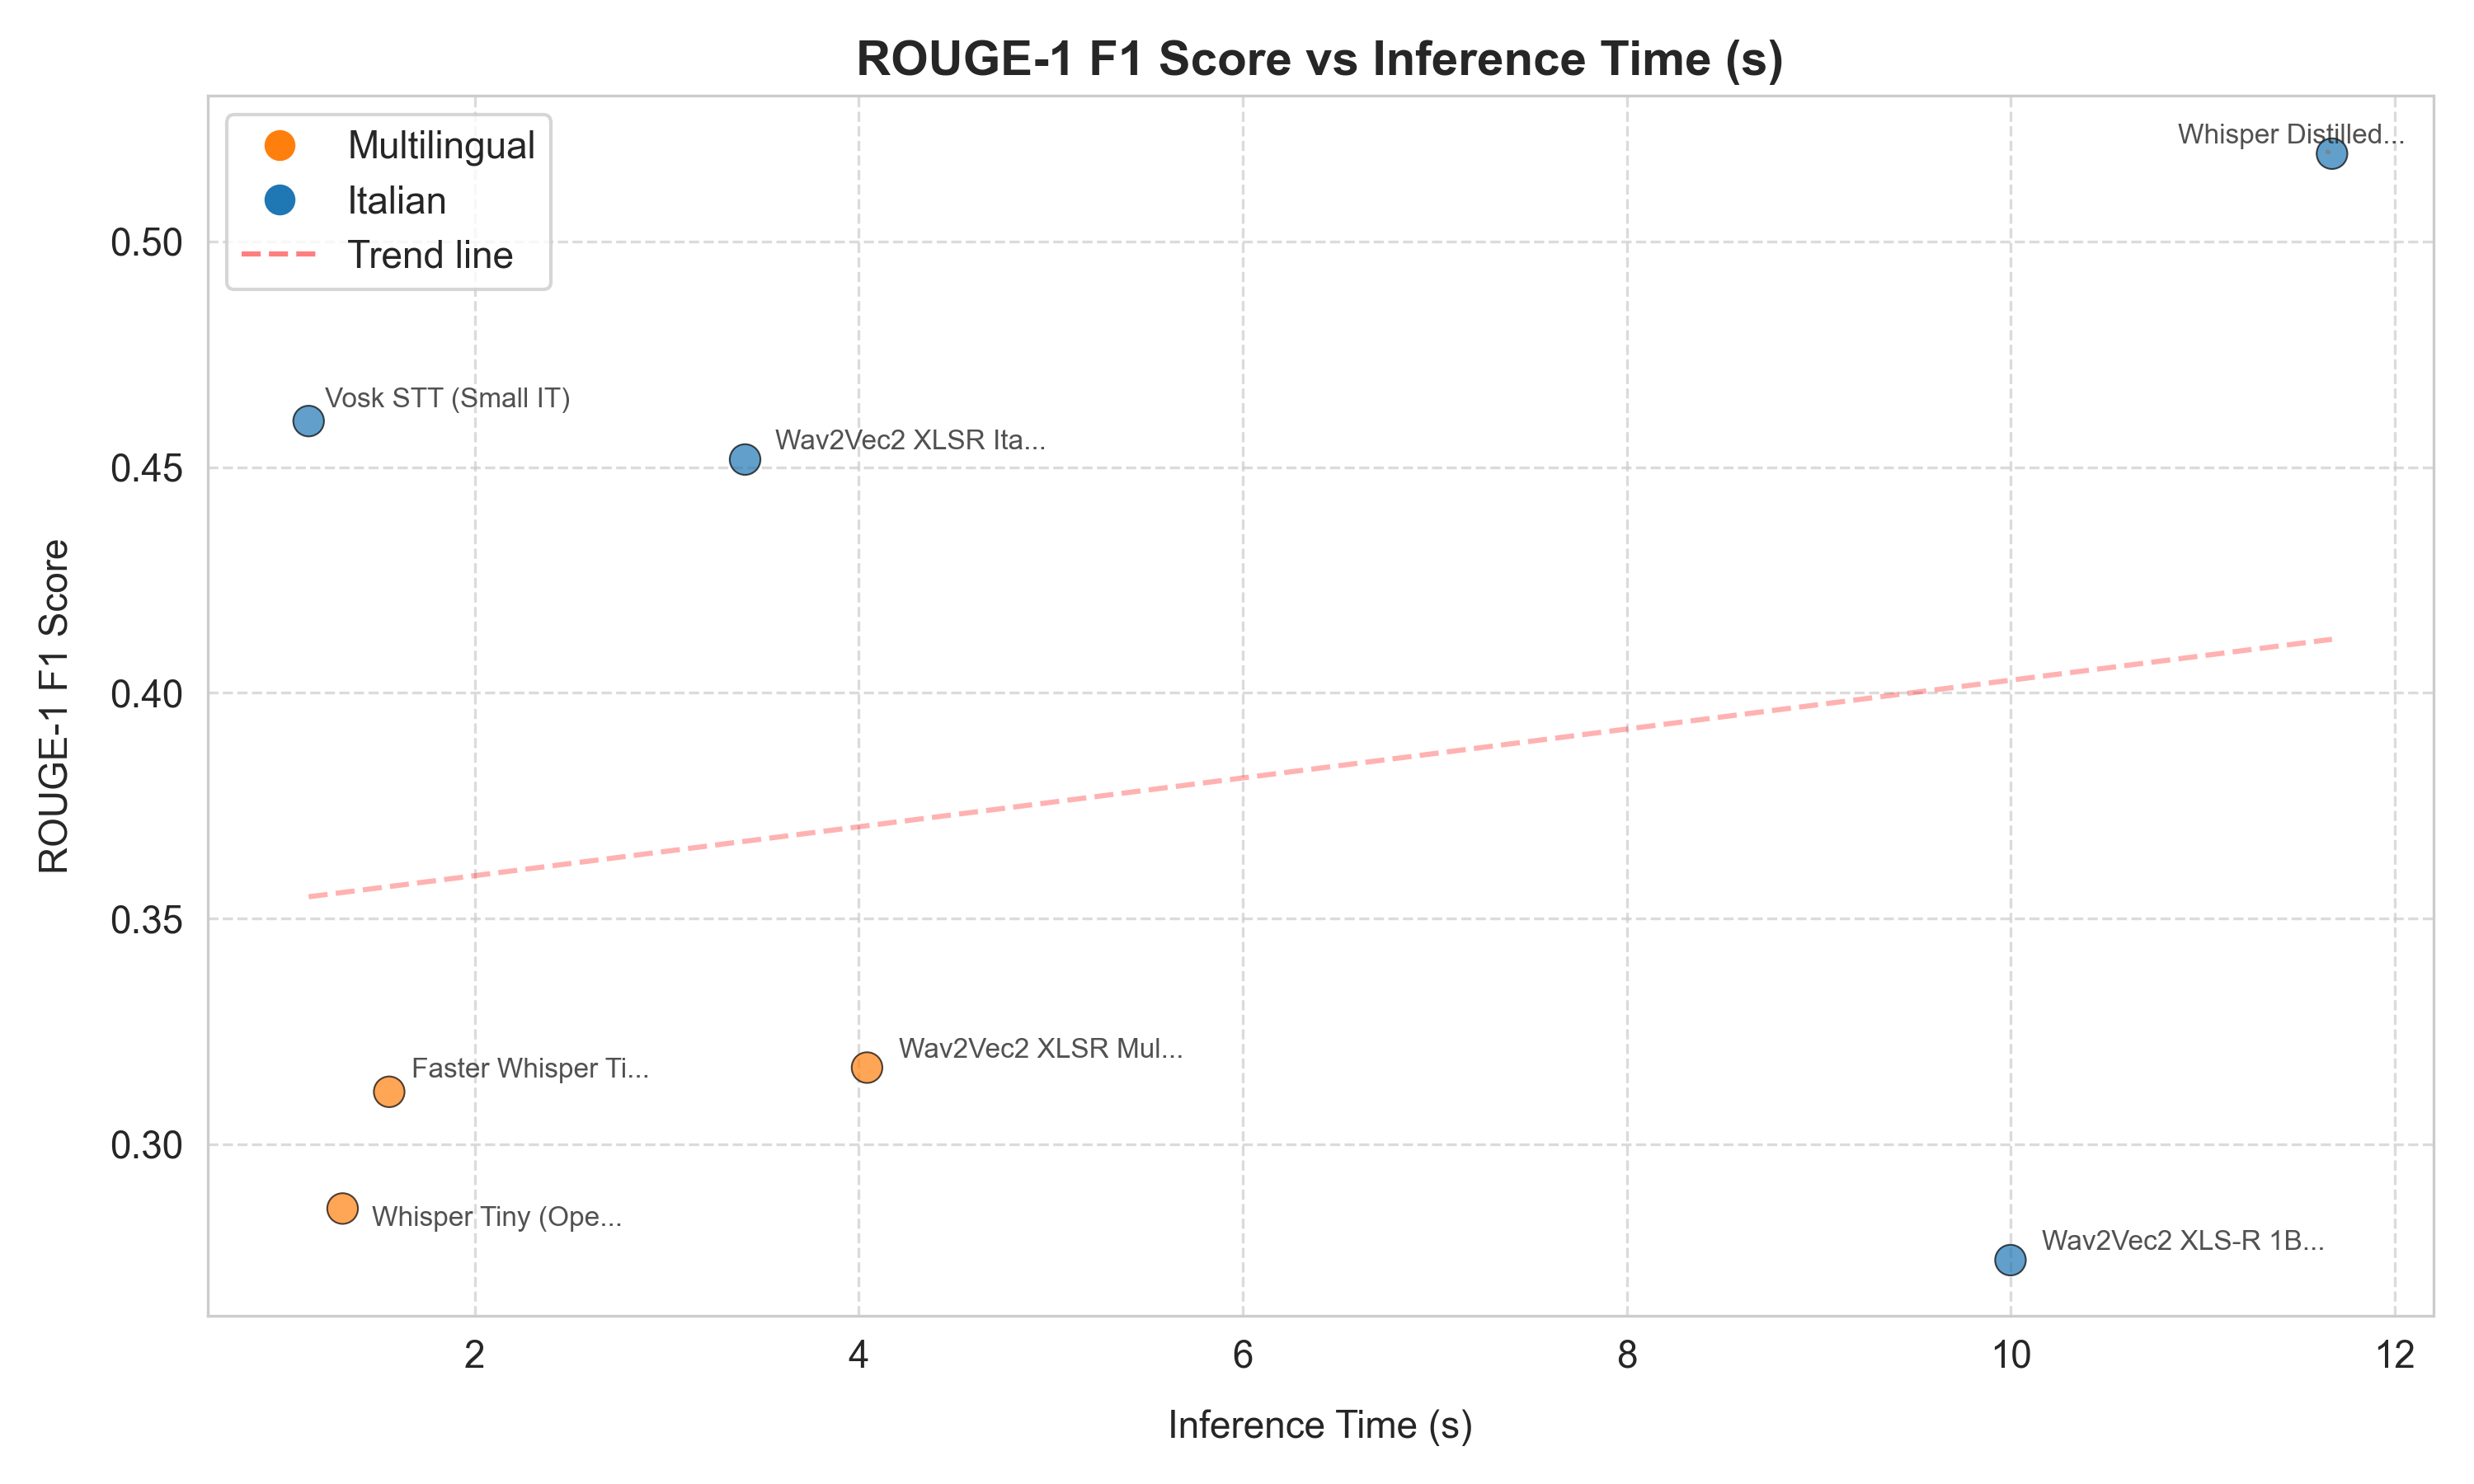 ROUGE-1 F1 Score vs Inference Time (s)
Multilingual
Italian
Trend line
Whisper Distilled...
Vosk STT (Small IT)
Wav2Vec2 XLSR Ita...
Wav2Vec2 XLSR Mul...
Faster Whisper Ti...
Whisper Tiny (Ope...
Wav2Vec2 XLS-R 1B...
ROUGE-1 F1 Score
0.50
0.45
0.40
0.35
0.30
2 4 6 8 10 12
Inference Time (s)